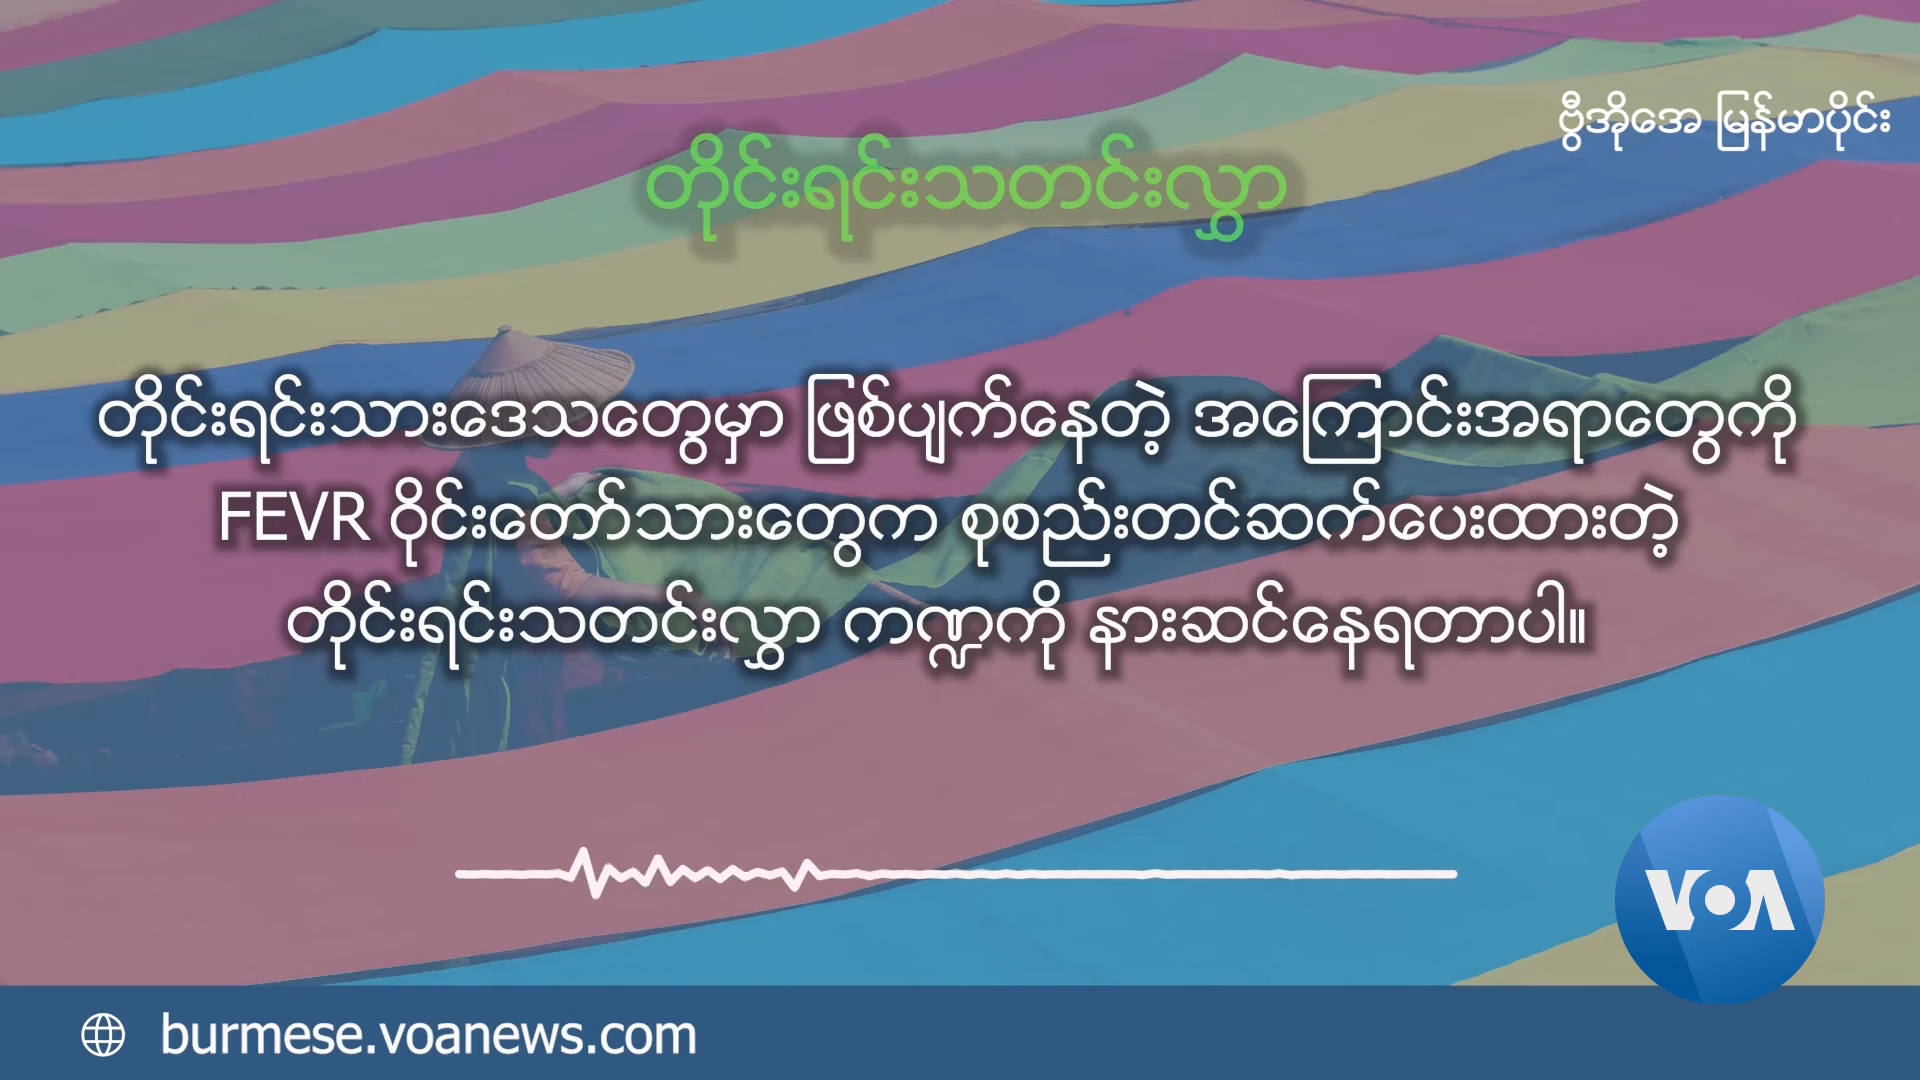 ဗွီအိုအေ မြန်မာပိုင်း
တိုင်းရင်းသတင်းလွှာ
တိုင်းရင်းသားဒေသတွေမှာ ဖြစ်ပျက်နေတဲ့ အကြောင်းအရာတွေကို
FEVR ဝိုင်းတော်သားတွေက စုစည်းတင်ဆက်ပေးထားတဲ့
တိုင်းရင်းသတင်းလွှာ ကဏ္ဍကို နားဆင်နေရတာပါ။
VOA
burmese.voanews.com